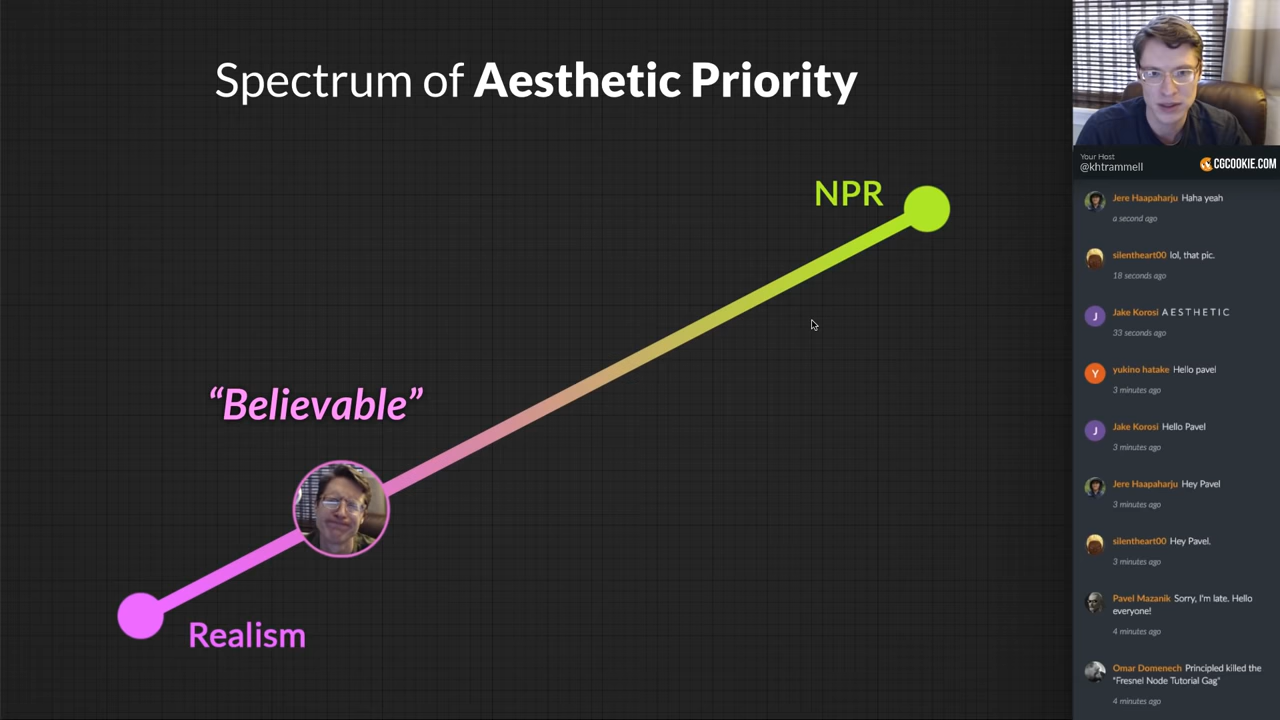 Spectrum of Aesthetic Priority
NPR
“Believable”
Realism
Your Host
@khtrammell
CGCOOKIE.COM
Jere Haapaharju Haha yeah
a second ago
silentheart00 lol, that pic.
18 seconds ago
J
Jake Korosi A E S T H E T I C
33 seconds ago
Y
yukino hatake Hello pavel
3 minutes ago
J
Jake Korosi Hello Pavel
3 minutes ago
Jere Haapaharju Hey Pavel
3 minutes ago
silentheart00 Hey Pavel.
3 minutes ago
Pavel Mazanik Sorry, I'm late. Hello
everyone!
4 minutes ago
Omar Domenech Principled killed the
"Fresnel Node Tutorial Gag"
4 minutes ago